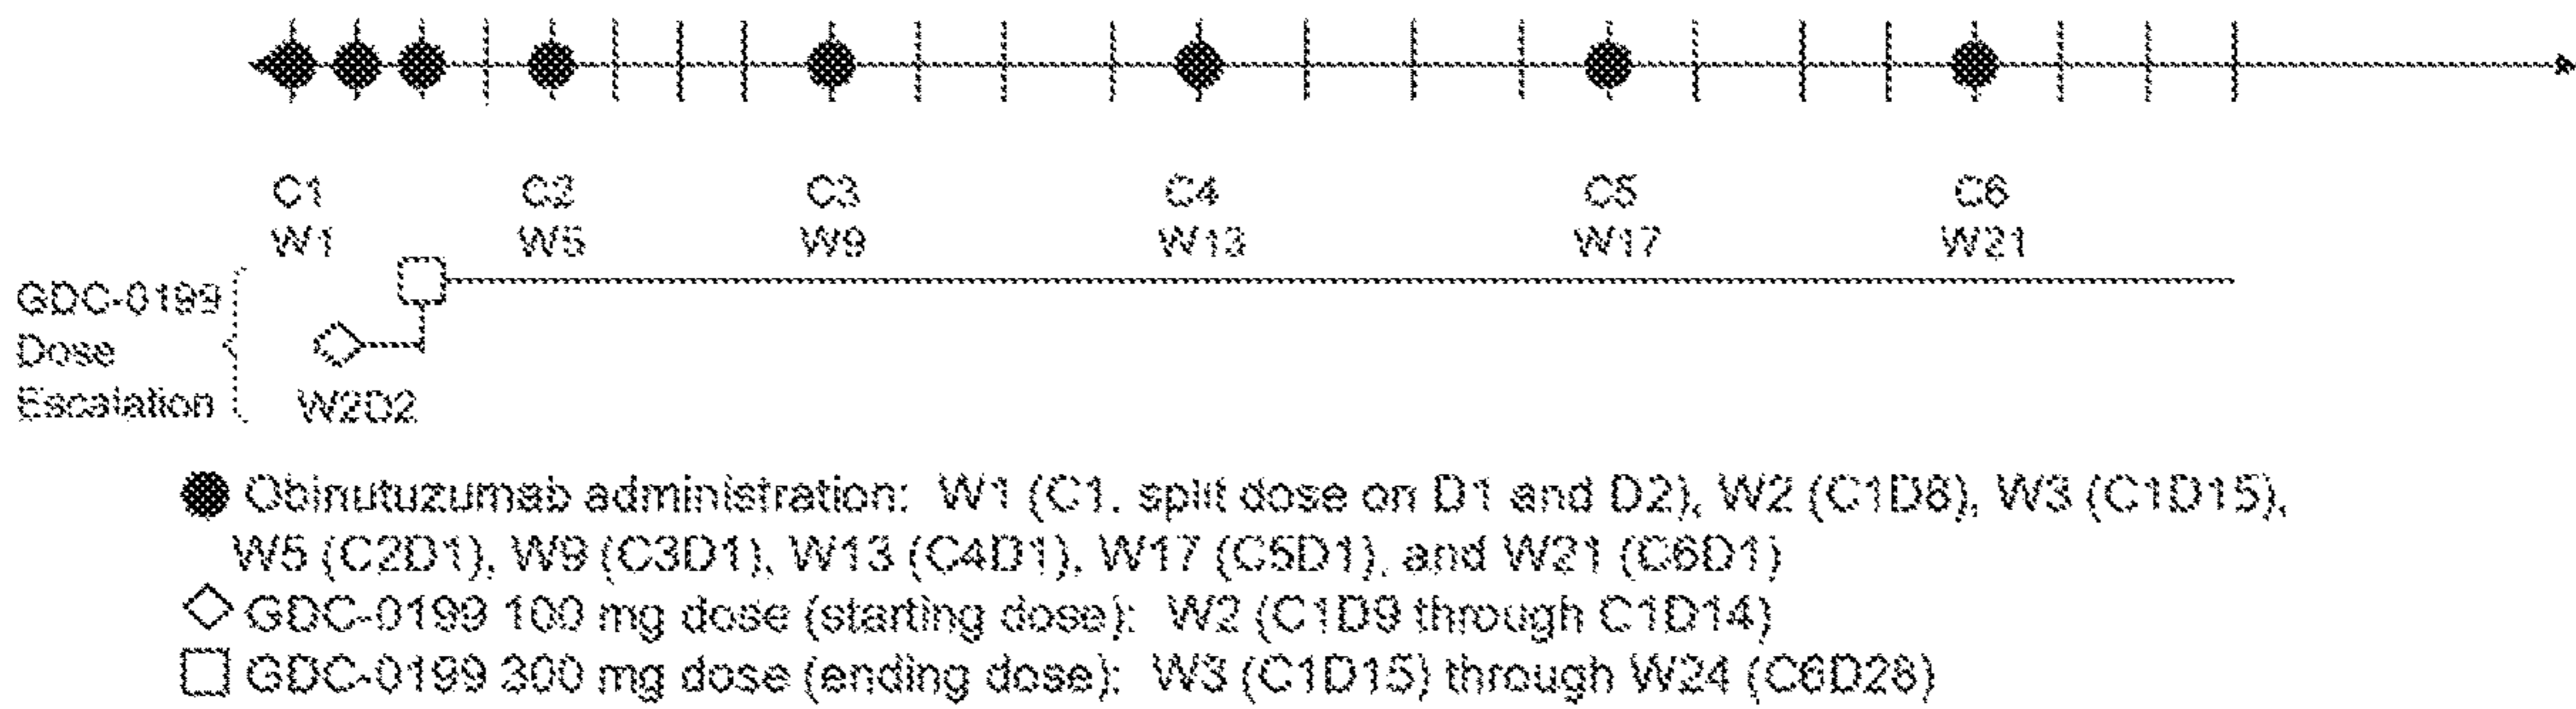 C1 C2 C3 C4 C5 C6
W1 W5 W9 W13 W17 W21
GDC-0199
Dose
Escalation
W2D2
Obinutuzumab administration: W1 (C1. split dose on D1 and D2), W2 (C1D8), W3 (C1D15),
W5 (C2D1), W9 (C3D1), W13 (C4D1), W17 (C5D1), and W21 (C6D1)
GDC-0199 100 mg dose (starting dose): W2 (C1D9 through C1D14)
GDC-0199 300 mg dose (ending dose): W3 (C1D15) through W24 (C6D28)